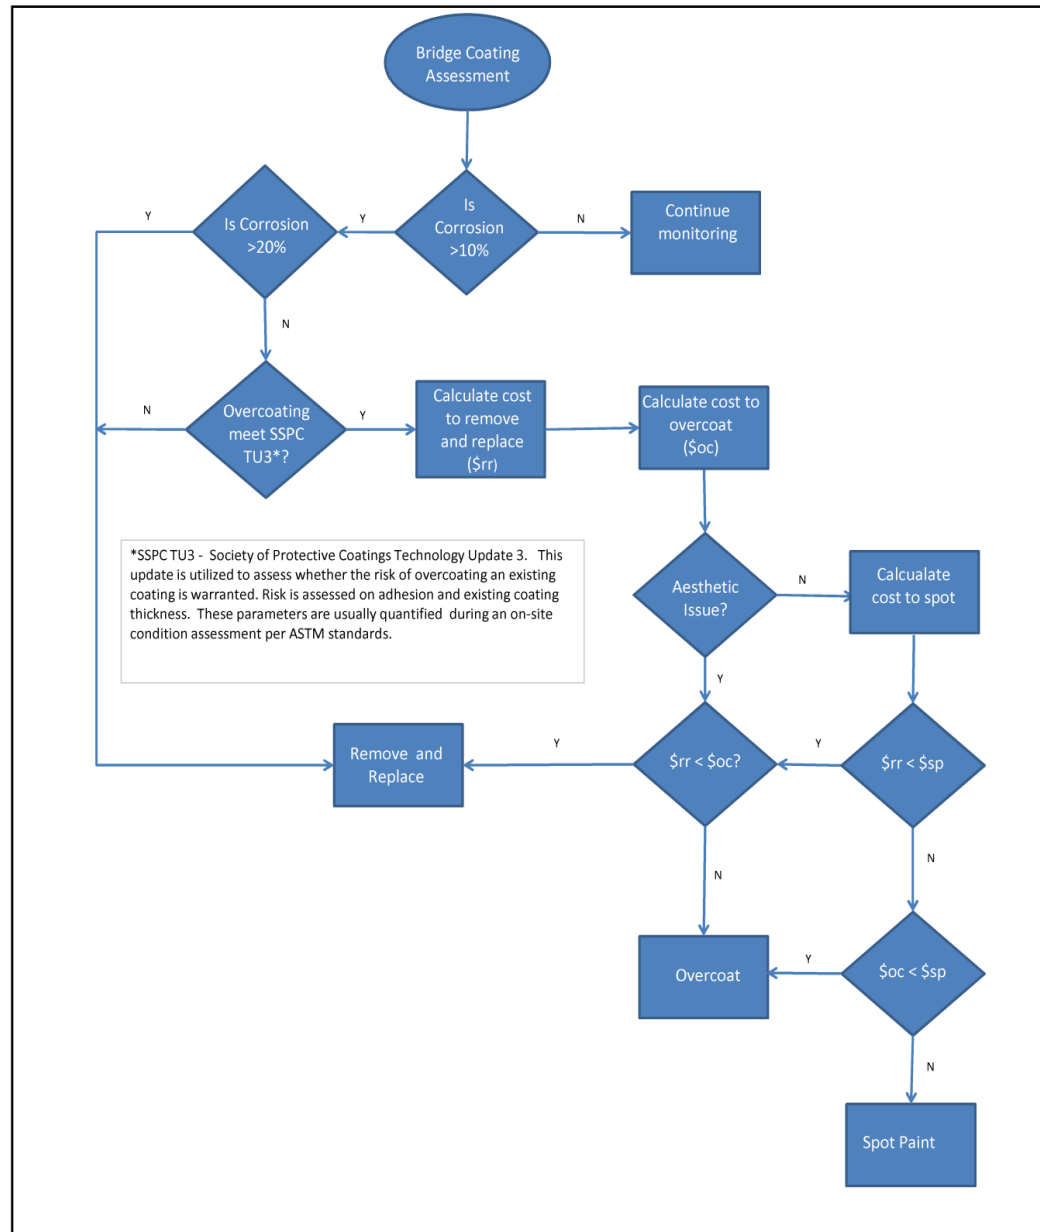 Bridge Coating
Assessment
Is
Corrosion
>10%
N
Continue
monitoring
Y
Is Corrosion
>20%
Y
N
Overcoating
meet SSPC
TU3*?
N
Y
Calculate cost
to remove
and replace
($rr)
Calculate cost to
overcoat
($oc)
*SSPC TU3 - Society of Protective Coatings Technology Update 3. This
update is utilized to assess whether the risk of overcoating an existing
coating is warranted. Risk is assessed on adhesion and existing coating
thickness. These parameters are usually quantified during an on-site
condition assessment per ASTM standards.
Aesthetic
Issue?
N
Calcualate
cost to spot
Y
Remove and
Replace
Y
$rr < $oc?
Y
$rr < $sp
N
N
Overcoat
Y
$oc < $sp
N
Spot Paint